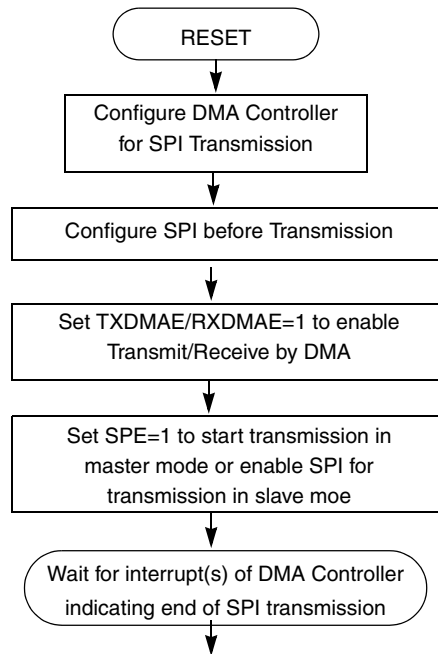 RESET
Configure DMA Controller
for SPI Transmission
Configure SPI before Transmission
Set TXDMAE/RXDMAE=1 to enable
Transmit/Receive by DMA
Set SPE=1 to start transmission in
master mode or enable SPI for
transmission in slave moe
Wait for interrupt(s) of DMA Controller
indicating end of SPI transmission